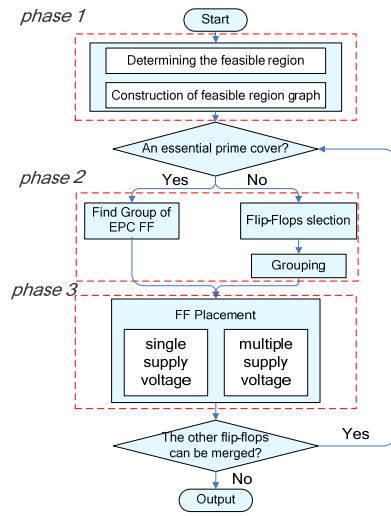 phase 1
Start
Determining the feasible region
Construction of feasible region graph
An essential prime cover?
Yes
No
phase 2
Find Group of
EPC FF
Flip-Flops slection
Grouping
phase 3
FF Placement
single
supply
voltage
multiple
supply
voltage
The other flip-flops
can be merged?
Yes
No
Output